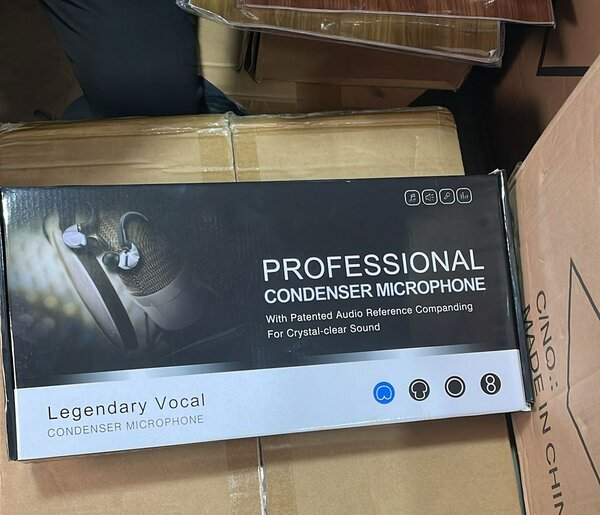 PROFESSIONAL
CONDENSER MICROPHONE
With Patented Audio Reference Companding
For Crystal-clear Sound
Legendary Vocal
CONDENSER MICROPHONE
C/NO.:
MADE IN CHIN